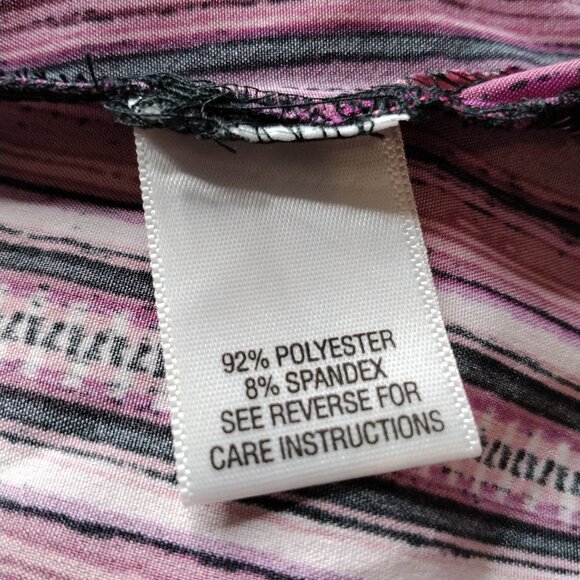 92% POLYESTER
8% SPANDEX
SEE REVERSE FOR
CARE INSTRUCTIONS